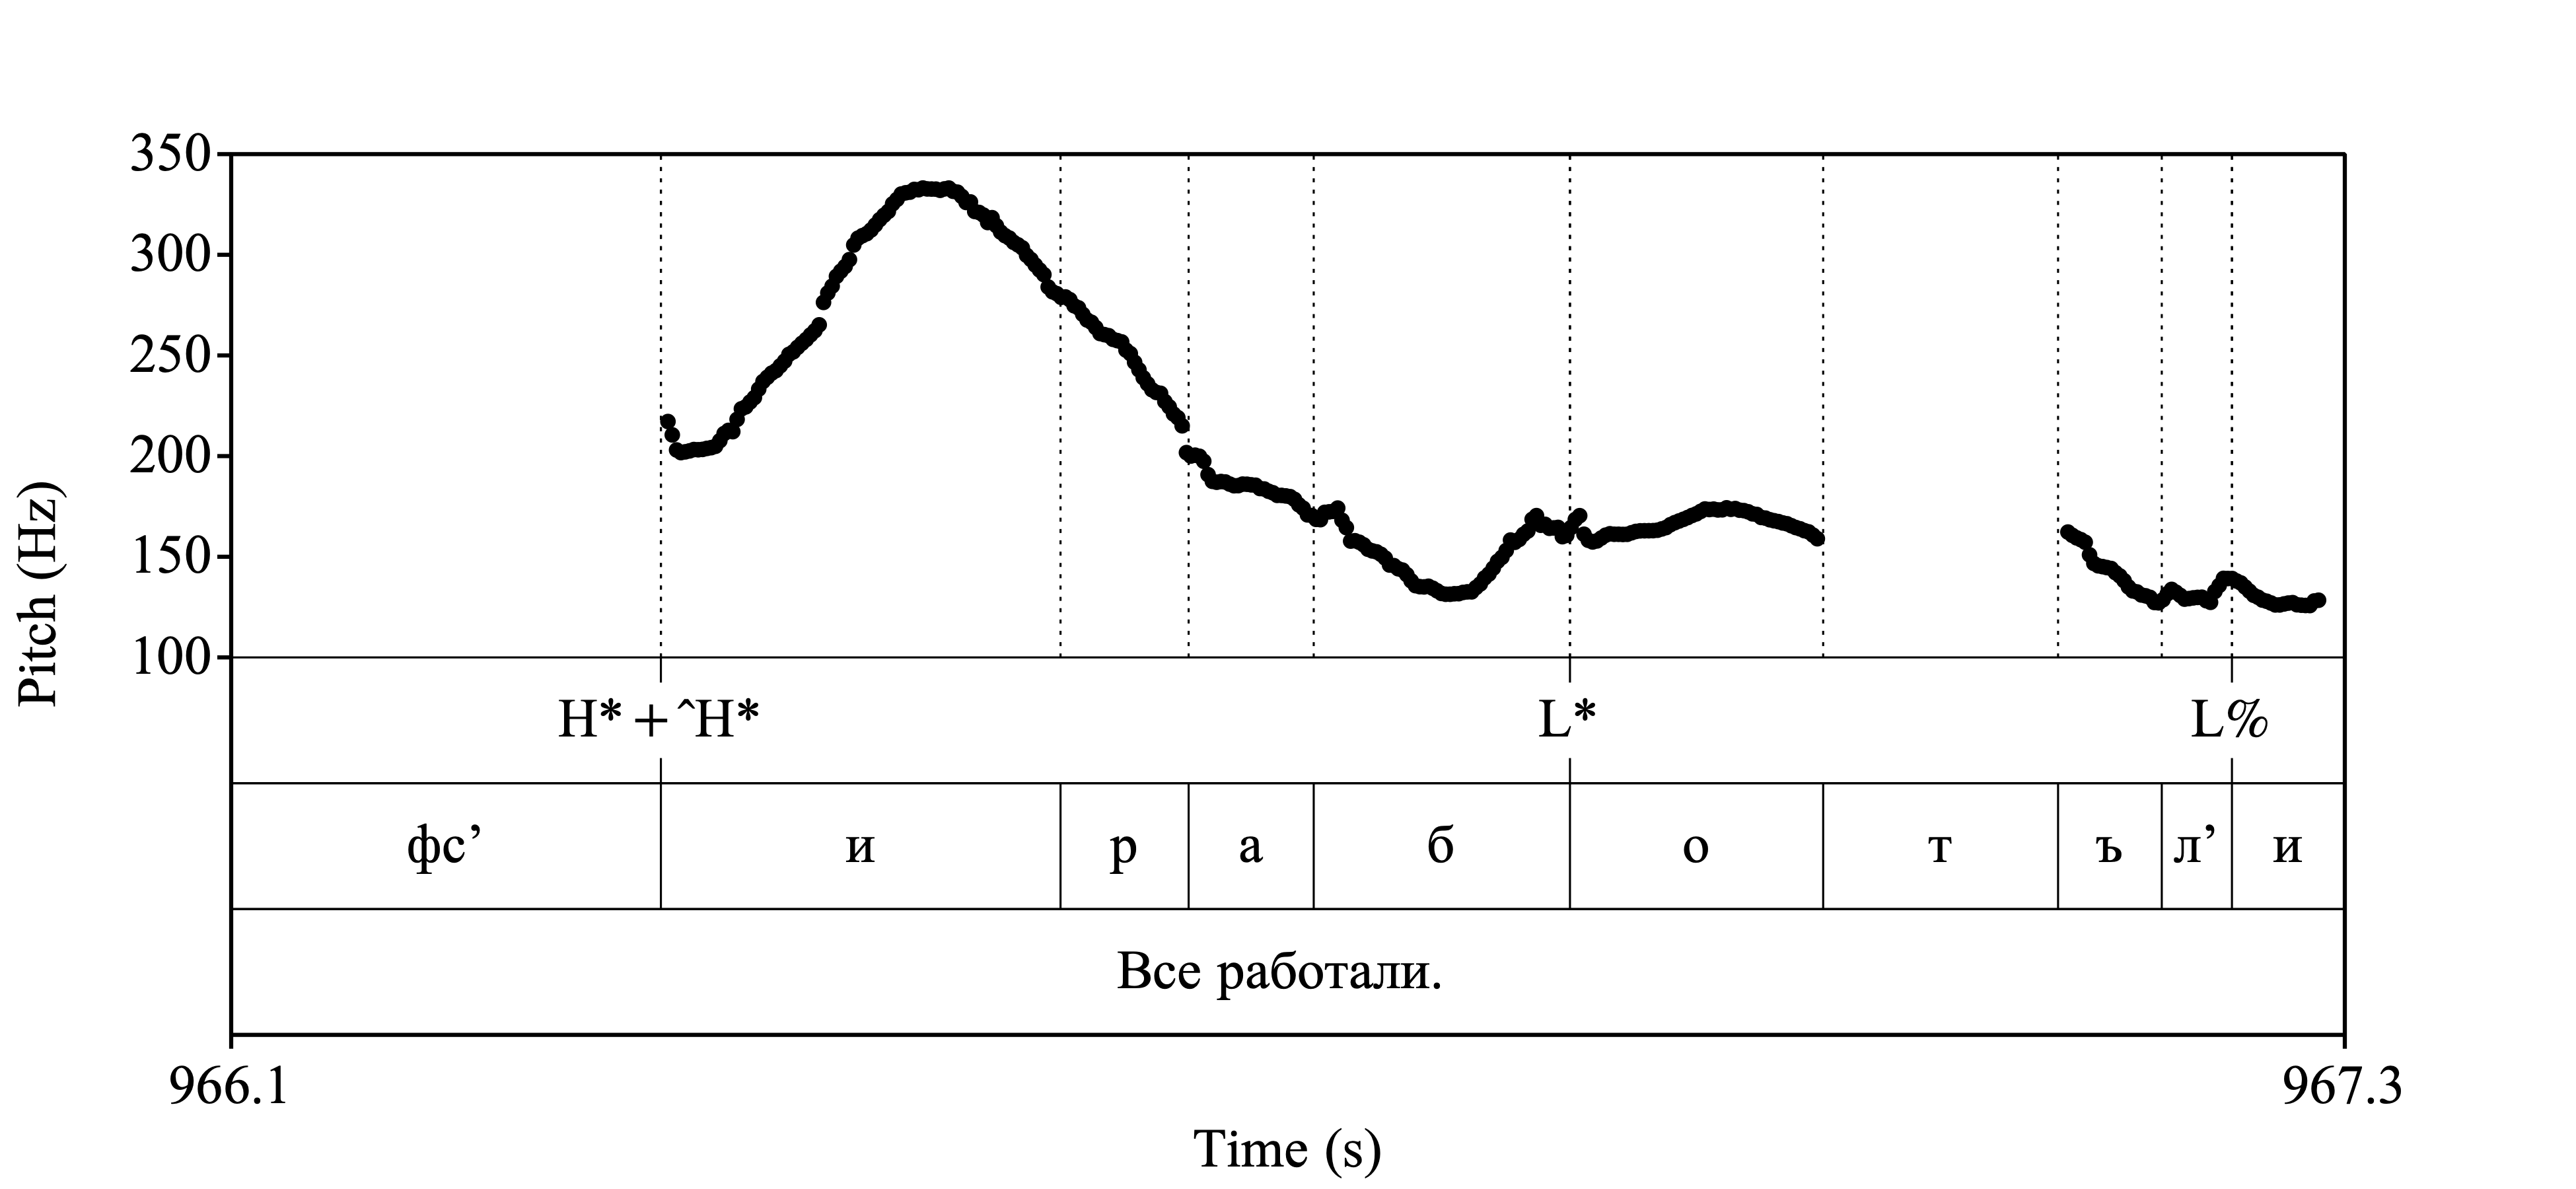 350
300
250
200
150
100
Pitch (Hz)
H* + ^H* L* L%
фс’ и р а б о т ъ л’ и
Все работали.
966.1 967.3
Time (s)